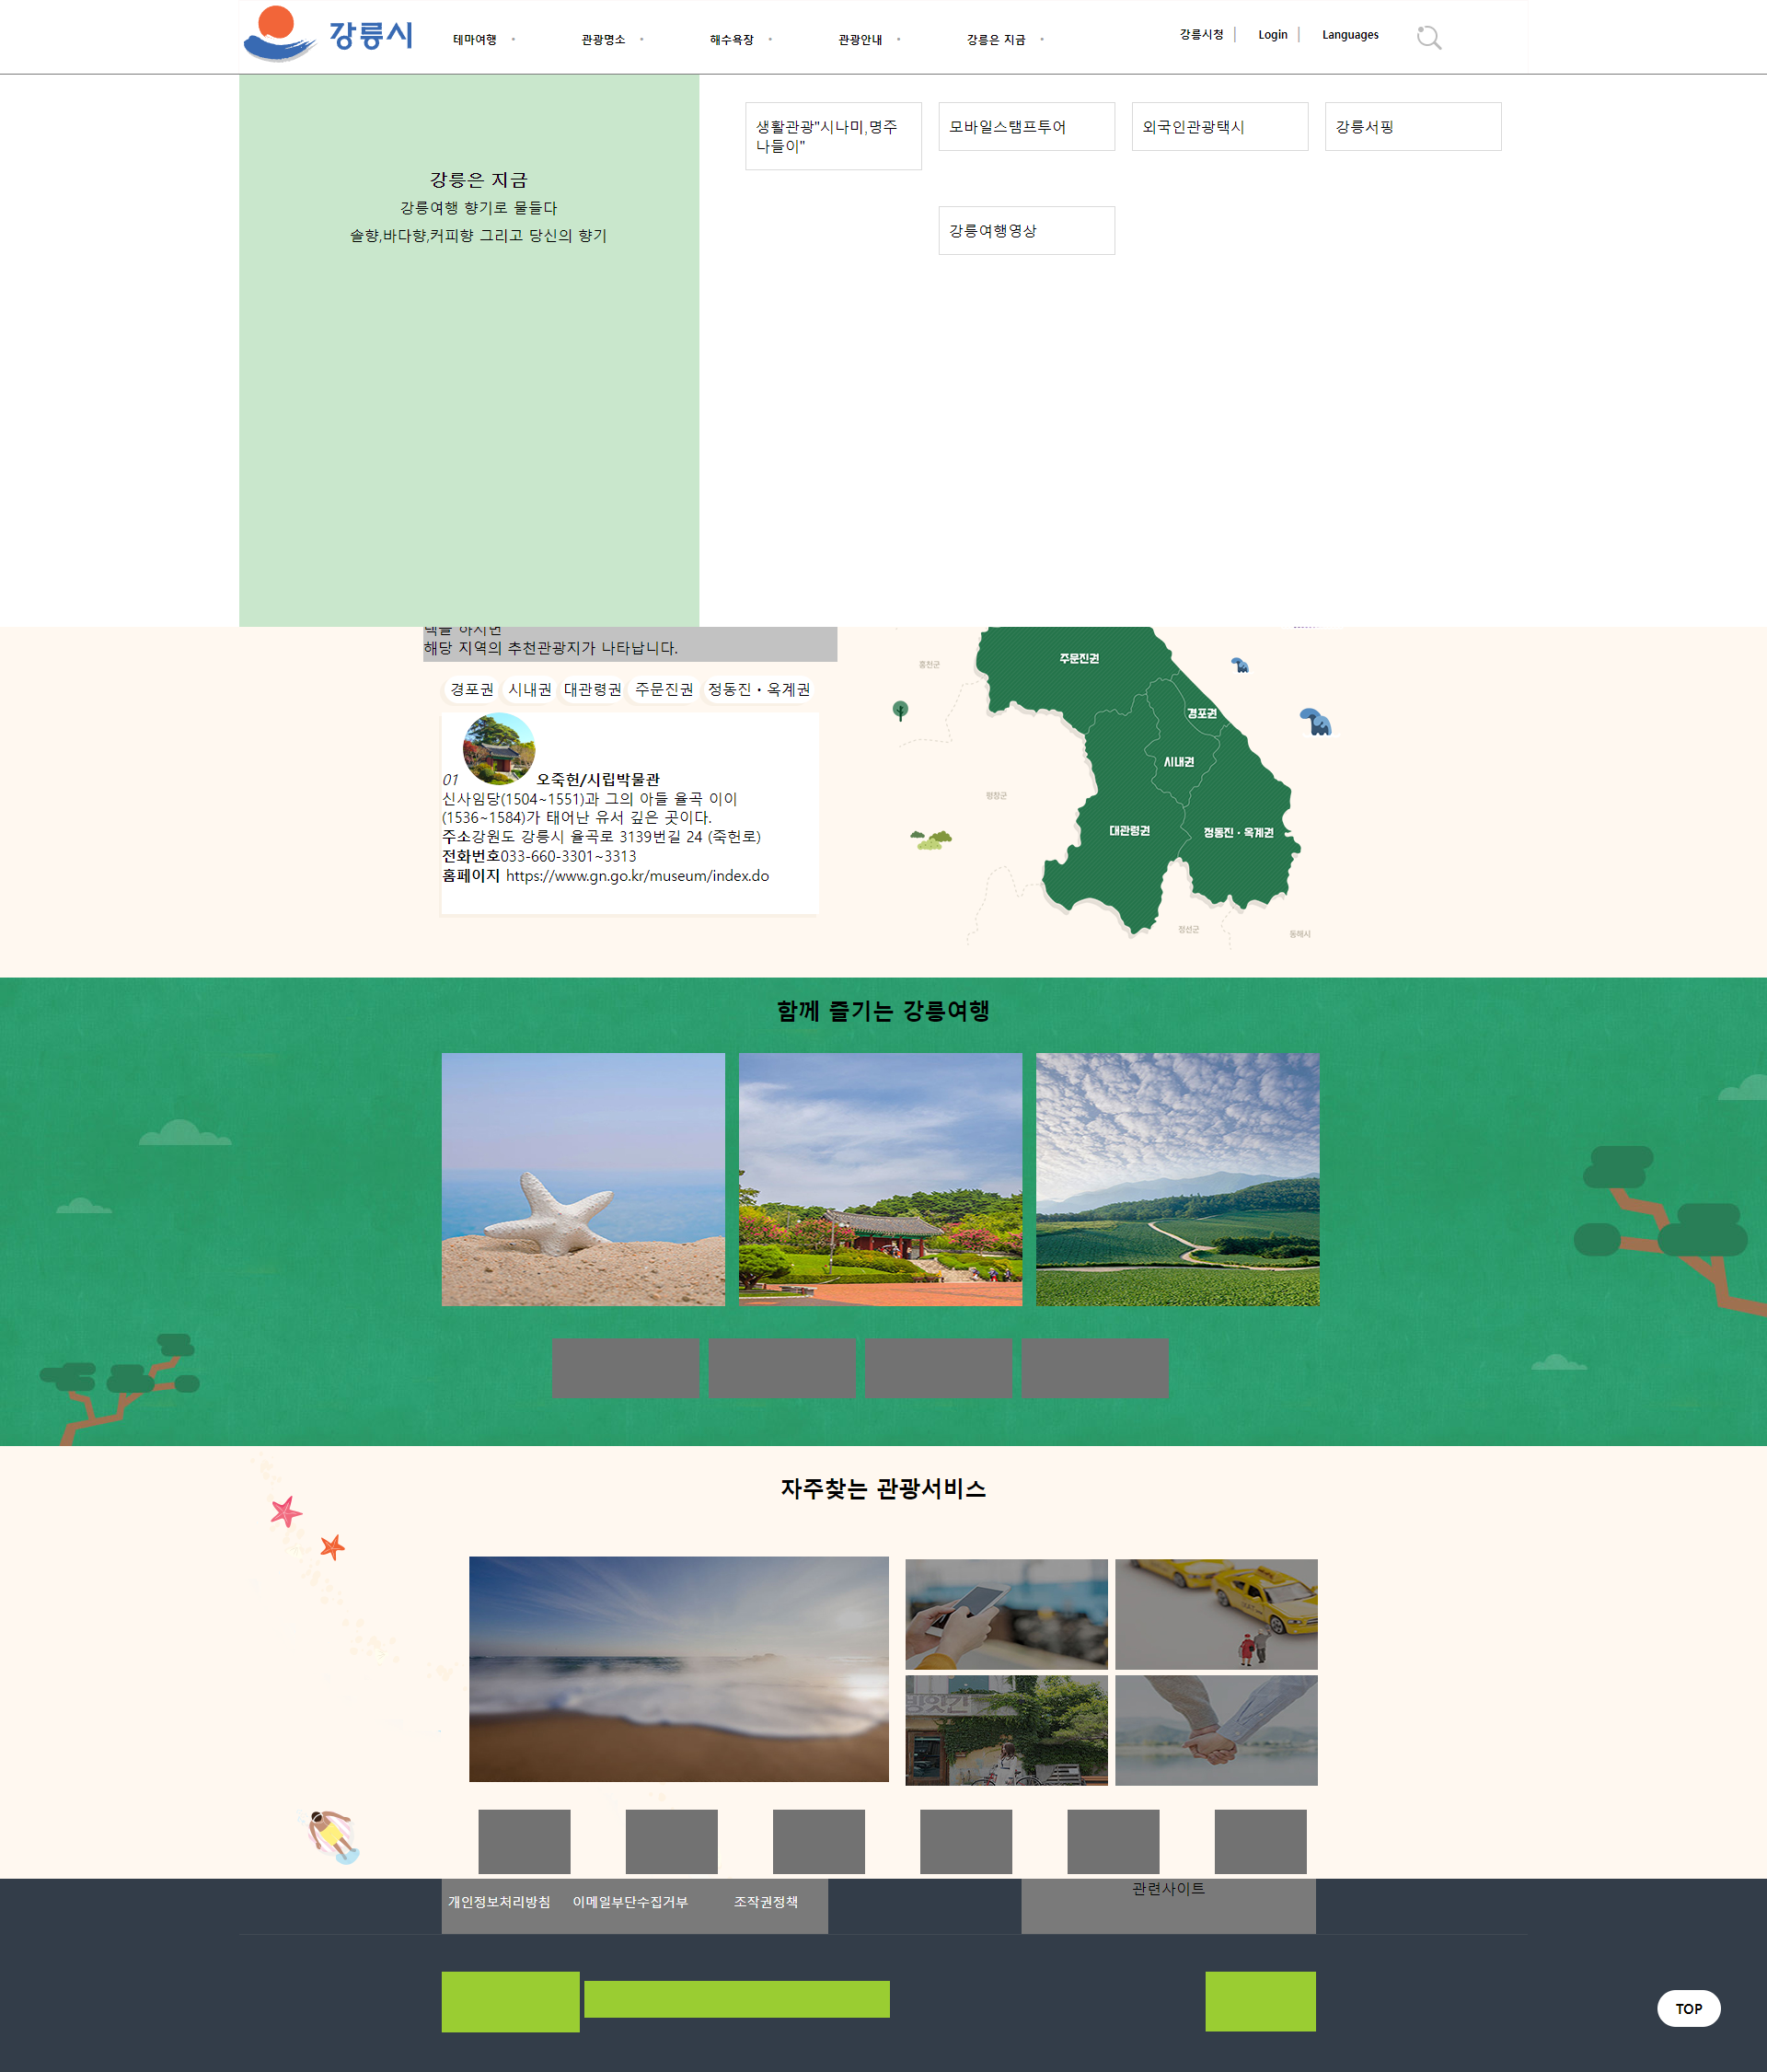 강릉시
테마여행
관광명소
해수욕장
관광안내
강릉은 지금
강릉시청
Login
Languages
강릉은 지금
강릉여행 향기로 물들다
솔향,바다향,커피향 그리고 당신의 향기
생활관광"시나미,명주
나들이"
모바일스탬프투어
외국인관광택시
강릉서핑
강릉여행영상
해당 지역의 추천관광지가 나타납니다.
경포권
시내권
대관령권
주문진권
정동진 • 옥계권
01 오죽헌/시립박물관
신사임당(1504~1551)과 그의 아들 율곡 이이
(1536~1584)가 태어난 유서 깊은 곳이다.
주소강원도 강릉시 율곡로 3139번길 24 (죽헌로)
전화번호033-660-3301~3313
홈페이지 https://www.gn.go.kr/museum/index.do
홍천군
주문진권
경포권
시내권
평창군
대관령권
정동진 • 옥계권
정선군
동해시
함께 즐기는 강릉여행
자주찾는 관광서비스
방앗간
개인정보처리방침
이메일부단수집거부
조작권정책
관련사이트
TOP